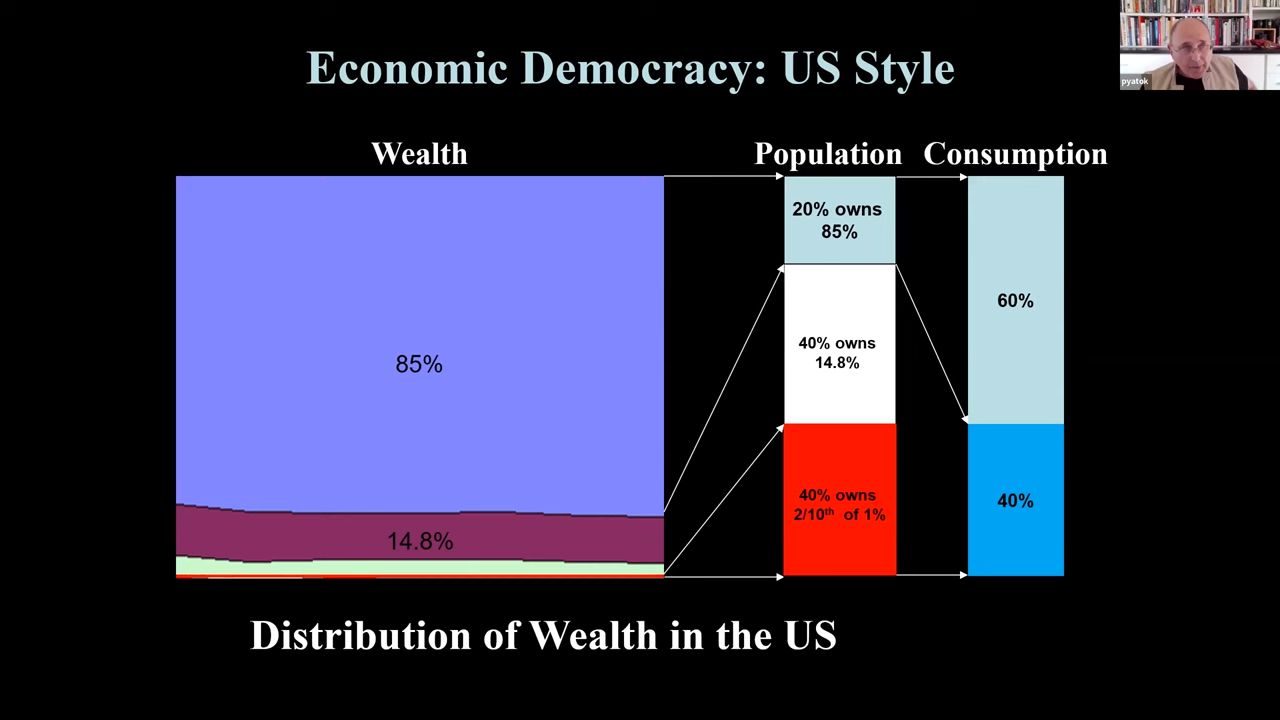 Economic Democracy: US Style
pyatok
Wealth
Population
Consumption
85%
14.8%
20% owns
85%
40% owns
14.8%
40% owns
2/10th of 1%
60%
40%
Distribution of Wealth in the US